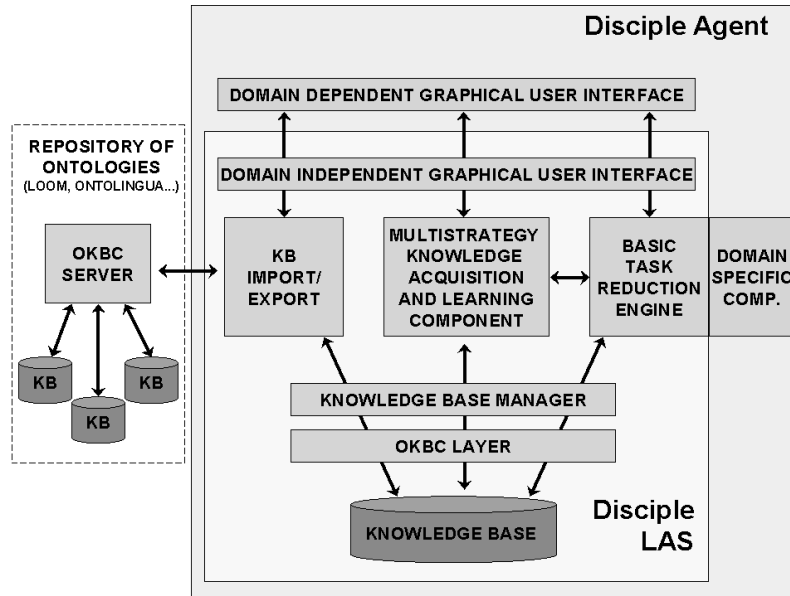 Disciple Agent
DOMAIN DEPENDENT GRAPHICAL USER INTERFACE
REPOSITORY OF
ONTOLOGIES
(LOOM, ONTOLINGUA...)
DOMAIN INDEPENDENT GRAPHICAL USER INTERFACE
OKBC
SERVER
KB
IMPORT/
EXPORT
MULTISTRATEGY
KNOWLEDGE
ACQUISITION
AND LEARNING
COMPONENT
BASIC
TASK
REDUCTION
ENGINE
DOMAIN
SPECIFIC
COMP.
KB
KB
KB
KNOWLEDGE BASE MANAGER
OKBC LAYER
KNOWLEDGE BASE
Disciple
LAS